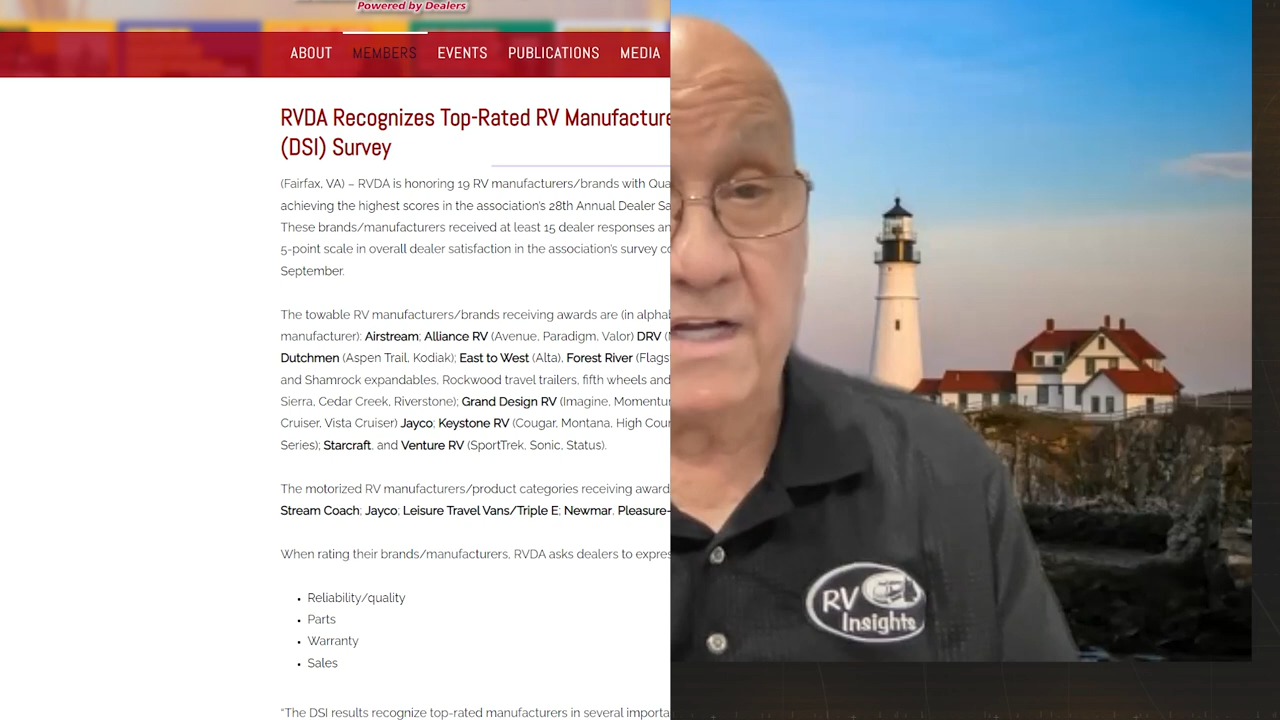 Powered by Dealers
ABOUT MEMBERS EVENTS PUBLICATIONS MEDIA
RVDA Recognizes Top-Rated RV Manufacture
(DSI) Survey
(Fairfax, VA) – RVDA is honoring 19 RV manufacturers/brands with Qua
achieving the highest scores in the association's 28th Annual Dealer Sa
These brands/manufacturers received at least 15 dealer responses an
5-point scale in overall dealer satisfaction in the association's survey co
September.
The towable RV manufacturers/brands receiving awards are (in alpha
manufacturer): Airstream; Alliance RV (Avenue, Paradigm, Valor) DRV (
Dutchmen (Aspen Trail, Kodiak); East to West (Alta), Forest River (Flags
and Shamrock expandables, Rockwood travel trailers, fifth wheels and
Sierra, Cedar Creek, Riverstone); Grand Design RV (Imagine, Momentu
Cruiser, Vista Cruiser) Jayco; Keystone RV (Cougar, Montana, High Cou
Series); Starcraft, and Venture RV (SportTrek, Sonic, Status).
The motorized RV manufacturers/product categories receiving award
Stream Coach; Jayco; Leisure Travel Vans/Triple E; Newmar, Pleasure-
When rating their brands/manufacturers, RVDA asks dealers to expres
• Reliability/quality
• Parts
• Warranty
• Sales
“The DSI results recognize top-rated manufacturers in several importa
RV
Insights